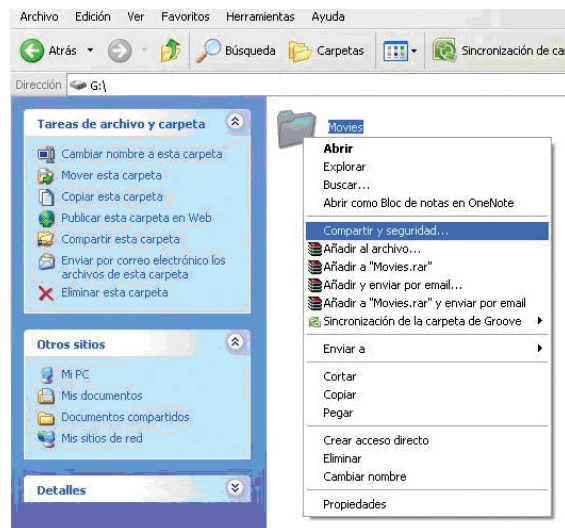 Archivo Edición Ver Favoritos Herramientas Ayuda
Atrás Búsqueda Carpetas Sincronización de ca
Dirección G:\
Tareas de archivo y carpeta
Cambiar nombre a esta carpeta
Mover esta carpeta
Copiar esta carpeta
Publicar esta carpeta en Web
Compartir esta carpeta
Enviar por correo electrónico los
archivos de esta carpeta
Eliminar esta carpeta
Otros sitios
Mi PC
Mis documentos
Documentos compartidos
Mis sitios de red
Detalles
Movies
Abrir
Explorar
Buscar...
Abrir como Bloc de notas en OneNote
Compartir y seguridad...
Añadir al archivo...
Añadir a "Movies.rar"
Añadir y enviar por email...
Añadir a "Movies.rar" y enviar por email
Sincronización de la carpeta de Groove
Enviar a
Cortar
Copiar
Pegar
Crear acceso directo
Eliminar
Cambiar nombre
Propiedades